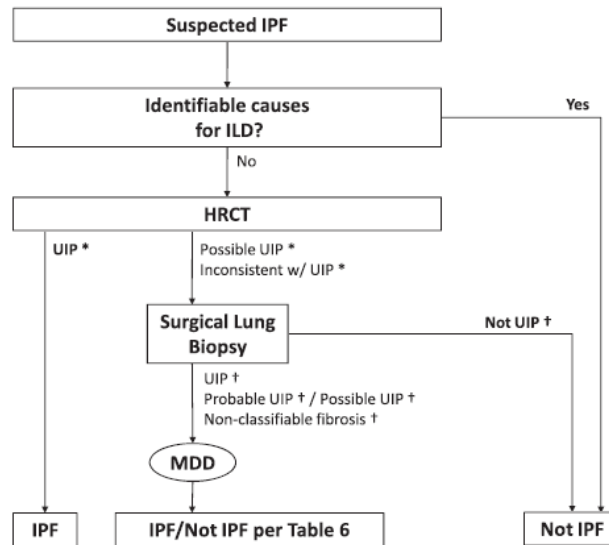 Suspected IPF
Identifiable causes
for ILD?
Yes
No
HRCT
UIP *
Possible UIP *
Inconsistent w/ UIP *
Surgical Lung
Biopsy
Not UIP †
UIP †
Probable UIP † / Possible UIP †
Non-classifiable fibrosis †
MDD
IPF
IPF/Not IPF per Table 6
Not IPF